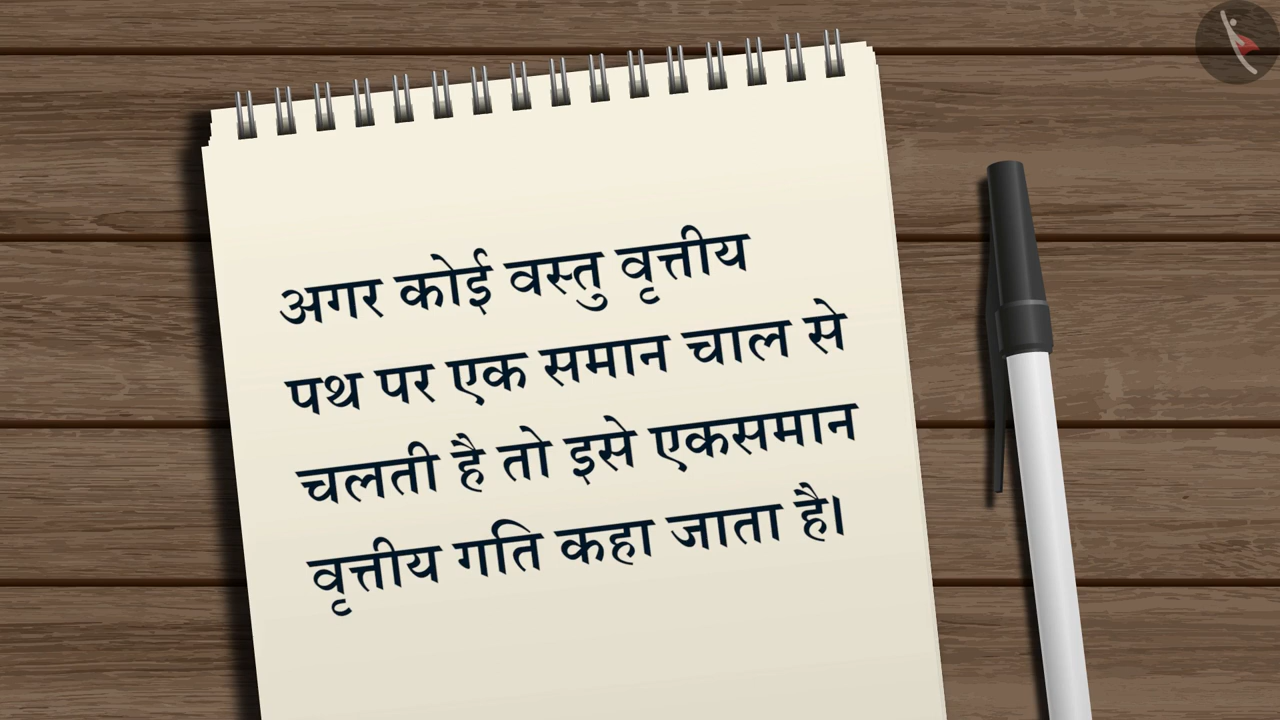 अगर कोई वस्तु वृत्तीय
पथ पर एक समान चाल से
चलती है तो इसे एकसमान
वृत्तीय गति कहा जाता है।